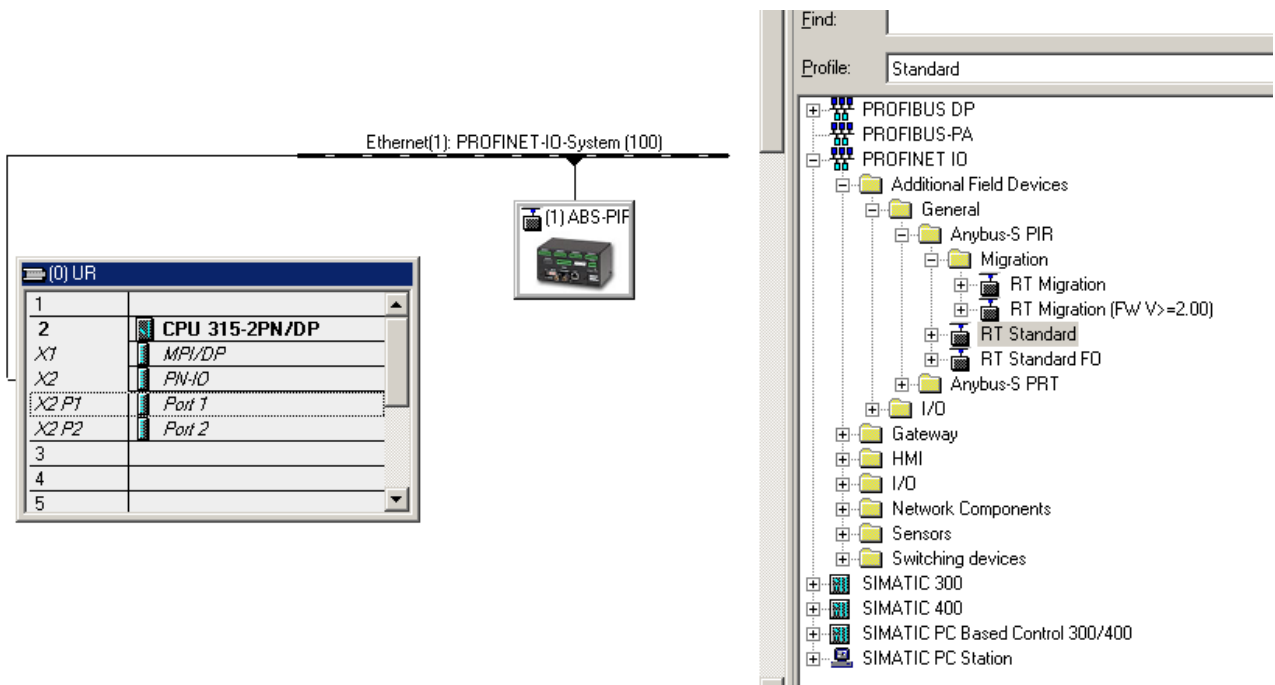 Ethernet(1): PROFINET-IO-System (100)
(1) ABS-PIF
(0) UR
1
2 CPU 315-2PN/DP
X1 MPI/DP
X2 PN-IO
X2 P1 Port 1
X2 P2 Port 2
3
4
5
Find:
Profile: Standard
PROFIBUS DP
PROFIBUS-PA
PROFINET IO
Additional Field Devices
General
Anybus-S PIR
Migration
RT Migration
RT Migration (FW V>=2.00)
RT Standard
RT Standard FO
Anybus-S PRT
I/O
Gateway
HMI
I/O
Network Components
Sensors
Switching devices
SIMATIC 300
SIMATIC 400
SIMATIC PC Based Control 300/400
SIMATIC PC Station